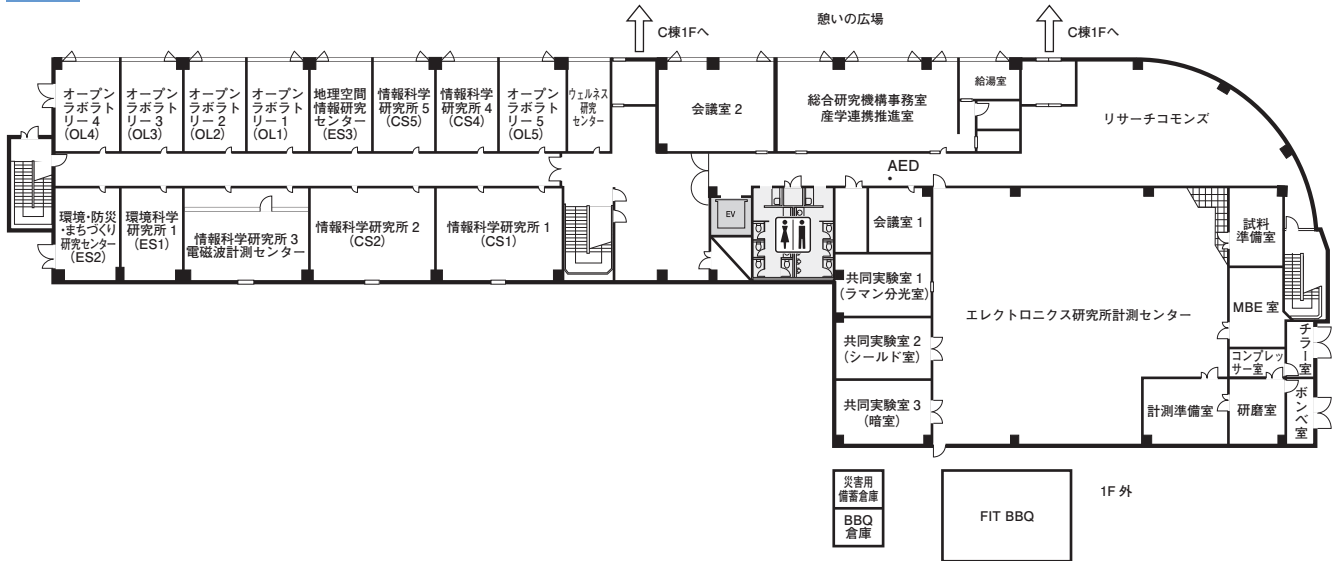 C棟1Fへ
憩いの広場
C棟1Fへ
オープン
ラボラト
リー 4
(OL4)
オープン
ラボラト
リー 3
(OL3)
オープン
ラボラト
リー 2
(OL2)
オープン
ラボラト
リー 1
(OL1)
地理空間
情報研究
センター
(ES3)
情報科学
研究所 5
(CS5)
情報科学
研究所 4
(CS4)
オープン
ラボラト
リー 5
(OL5)
ウェルネス
研究
センター
会議室 2
総合研究機構事務室
産学連携推進室
給湯室
リサーチコモンズ
AED
環境・防災
・まちづくり
研究センター
(ES2)
環境科学
研究所 1
(ES1)
情報科学研究所 3
電磁波計測センター
情報科学研究所 2
(CS2)
情報科学研究所 1
(CS1)
EV
会議室 1
共同実験室 1
(ラマン分光室)
共同実験室 2
(シールド室)
共同実験室 3
(暗室)
エレクトロニクス研究所計測センター
試料
準備室
MBE 室
コンプレッ
サー室
チラー室
計測準備室
研磨室
ボンベ室
災害用
備蓄倉庫
BBQ
倉庫
FIT BBQ
1F 外